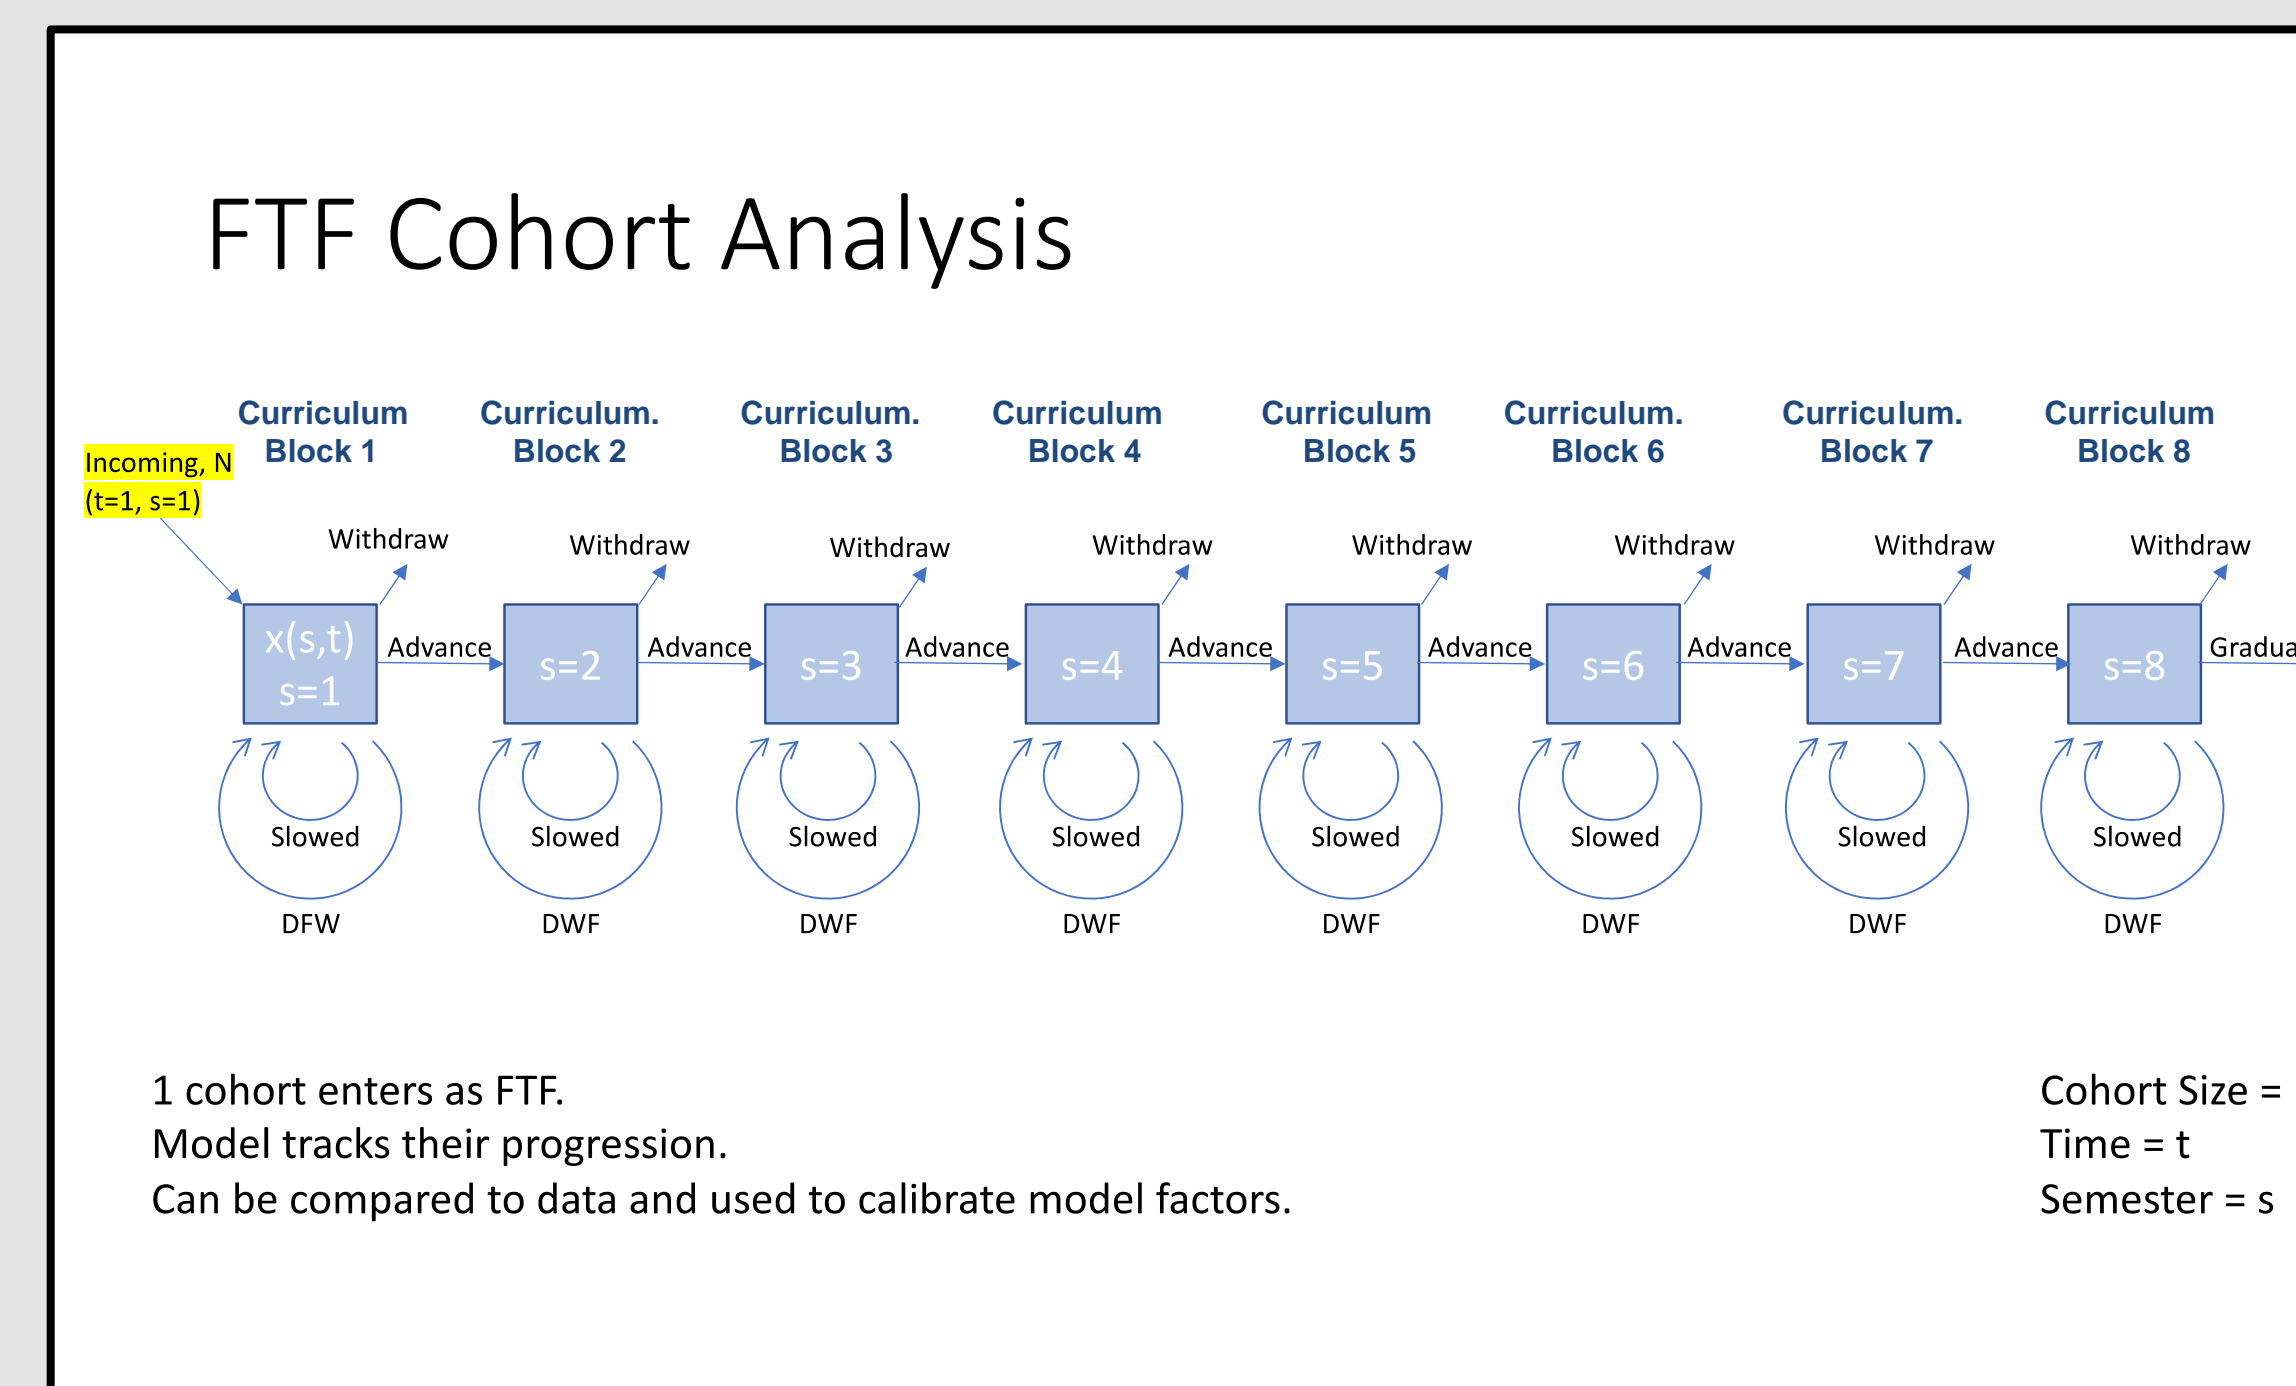 FTF Cohort Analysis
Curriculum
Block 1
Curriculum.
Block 2
Curriculum.
Block 3
Curriculum
Block 4
Curriculum
Block 5
Curriculum.
Block 6
Curriculum.
Block 7
Curriculum
Block 8
Incoming, N
(t=1, s=1)
Withdraw
Withdraw
Withdraw
Withdraw
Withdraw
Withdraw
Withdraw
Withdraw
x(s,t)
s=1
Advance
s=2
Advance
s=3
Advance
s=4
Advance
s=5
Advance
s=6
Advance
s=7
Advance
s=8
Gradua
Slowed
Slowed
Slowed
Slowed
Slowed
Slowed
Slowed
Slowed
DFW
DWF
DWF
DWF
DWF
DWF
DWF
DWF
1 cohort enters as FTF.
Model tracks their progression.
Can be compared to data and used to calibrate model factors.
Cohort Size =
Time = t
Semester = s